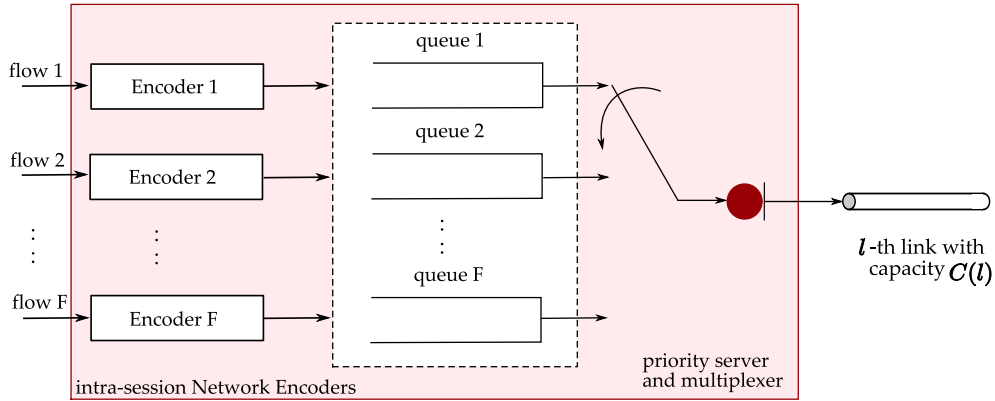 queue 1
flow 1
Encoder 1
queue 2
flow 2
Encoder 2
l-th link with
capacity C(l)
queue F
flow F
Encoder F
priority server
and multiplexer
intra-session Network Encoders